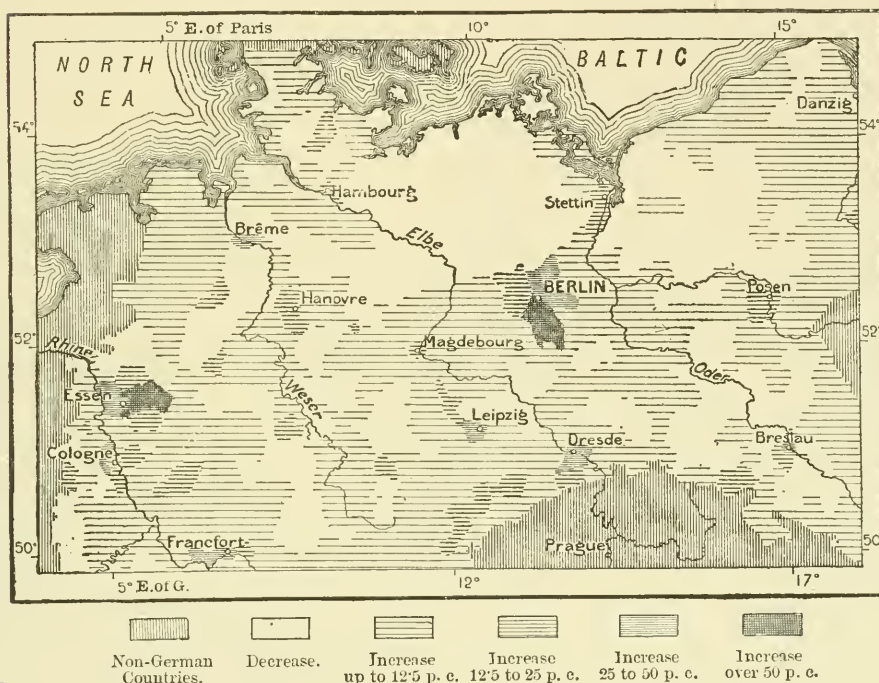 5° E. of Paris 10° 15°
NORTH SEA
BALTIC
Danzig
54° 54°
Hambourg
Stettin
Brême
Elbe
BERLIN
Posen
Hanovre
52° 52°
Magdebourg
Rhine
Oder
Essen
Weser
Leipzig
Cologne
Dresde
Breslau
Prague
50° 50°
Francfort
5° E. of G. 12° 17°
Non-German Countries.
Decrease.
Increase up to 12·5 p. c.
Increase 12·5 to 25 p. c.
Increase 25 to 50 p. c.
Increase over 50 p. c.